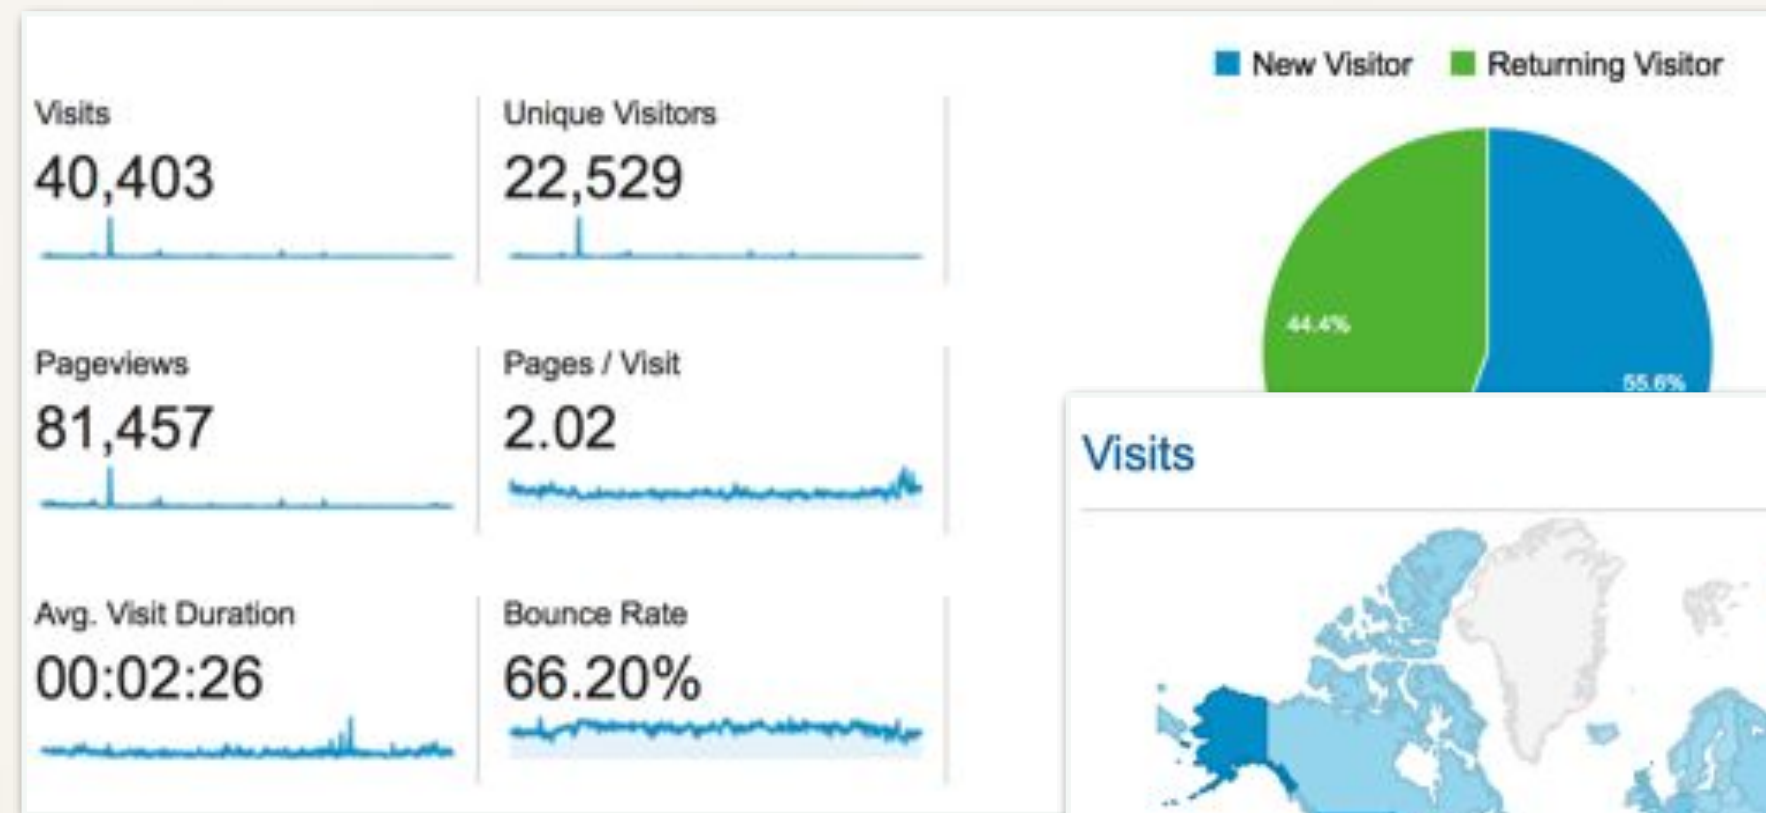 New Visitor Returning Visitor
Visits
40,403
Unique Visitors
22,529
Pageviews
81,457
Pages / Visit
2.02
Avg. Visit Duration
00:02:26
Bounce Rate
66.20%
44.4%
55.6%
Visits